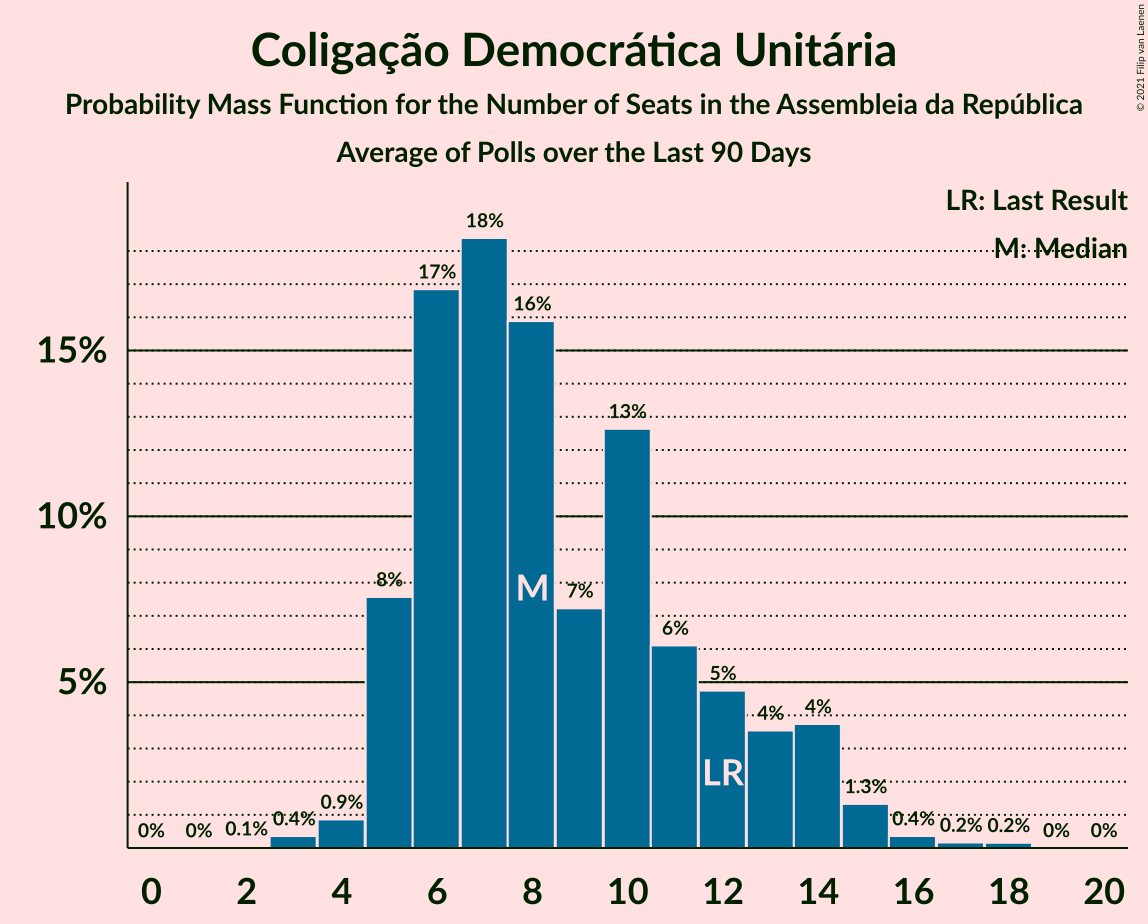 Coligação Democrática Unitária
Probability Mass Function for the Number of Seats in the Assembleia da República
Average of Polls over the Last 90 Days
© 2021 Filip van Laenen
LR: Last Result
M: Median
18%
17%
16%
15%
13%
10%
8%
M
7%
6%
5%
5%
4%
4%
LR
1.3%
0.9%
0.4%
0.4%
0.2%
0.2%
0.1%
0%
0%
0%
0%
0 2 4 6 8 10 12 14 16 18 20